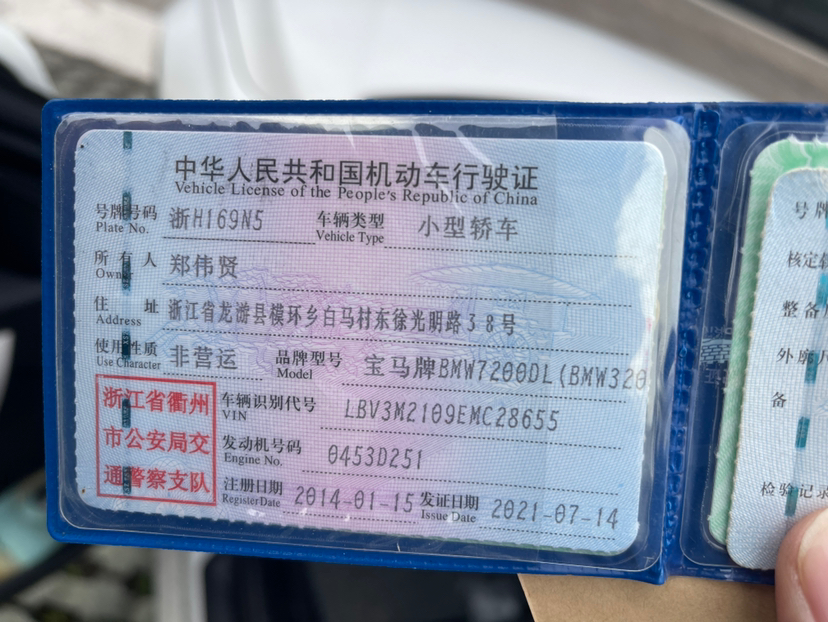 中华人民共和国机动车行驶证
Vehicle License of the People's Republic of China
号牌号码 浙H169N5 车辆类型 小型轿车
Plate No. Vehicle Type
所有人 郑伟贤
Owner
住址 浙江省龙游县模环乡白马村东徐光明路38号
Address
使用性质 非营运 品牌型号 宝马牌BMW7200DL(BMW320
Use Character Model
浙江省衢州
市公安局交
通警察支队
车辆识别代号 LBV3M2109EMC28655
VIN
发动机号码 0453D251
Engine No.
注册日期 2014-01-15 发证日期 2021-07-14
Register Date Issue Date
号牌
核定
整备
外廓
备
检验记录